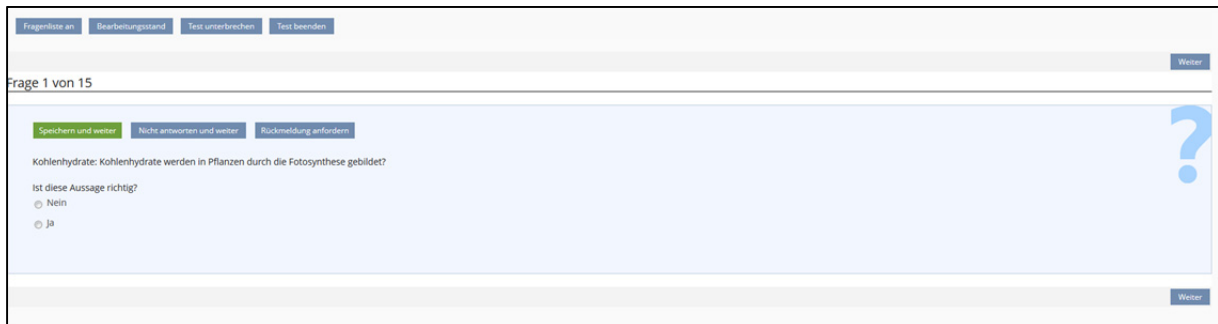 Fragenliste an Bearbeitungsstand Test unterbrechen Test beenden
Weiter
Frage 1 von 15
Speichern und weiter Nicht antworten und weiter Rückmeldung anfordern
?
Kohlenhydrate: Kohlenhydrate werden in Pflanzen durch die Fotosynthese gebildet?
Ist diese Aussage richtig?
Nein
Ja
Weiter